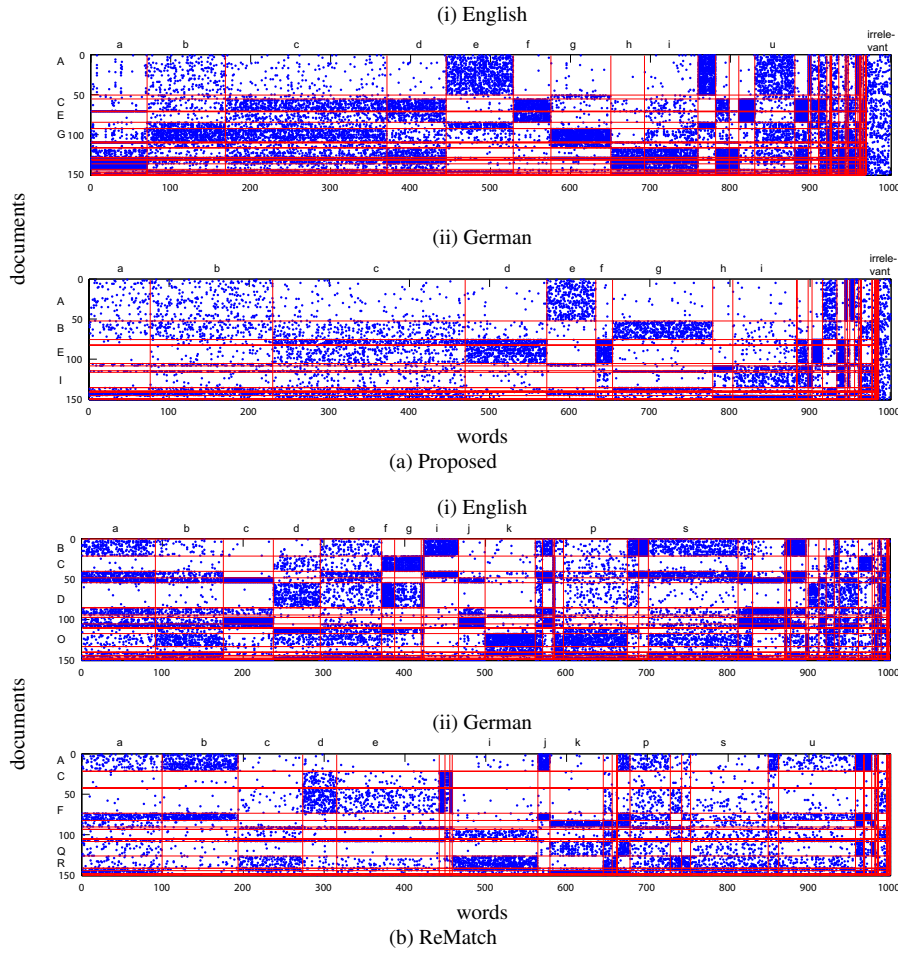 (i) English
a b c d e f g h i u irrele-
vant
0
A
50
C
E
G 100
150
0 100 200 300 400 500 600 700 800 900 1000
documents
(ii) German
a b c d e f g h i irrele-
vant
0
A
50
B
E 100
I
150
0 100 200 300 400 500 600 700 800 900 1000
words
(a) Proposed
(i) English
a b c d e f g i j k p s
0
B
C
50
D
100
O
150
0 100 200 300 400 500 600 700 800 900 1000
documents
(ii) German
a b c d e i j k p s u
0
A
C
50
F
100
Q
R
150
0 100 200 300 400 500 600 700 800 900 1000
words
(b) ReMatch